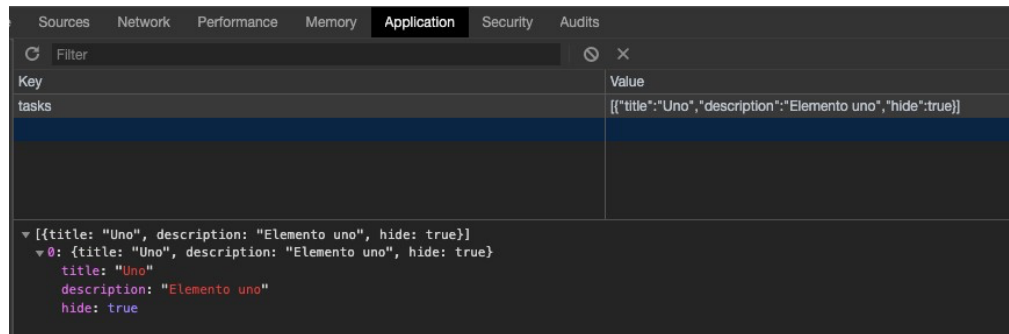 Sources Network Performance Memory Application Security Audits
Filter
Key Value
tasks [{"title":"Uno","description":"Elemento uno","hide":true}]
[{title: "Uno", description: "Elemento uno", hide: true}]
0: {title: "Uno", description: "Elemento uno", hide: true}
title: "Uno"
description: "Elemento uno"
hide: true